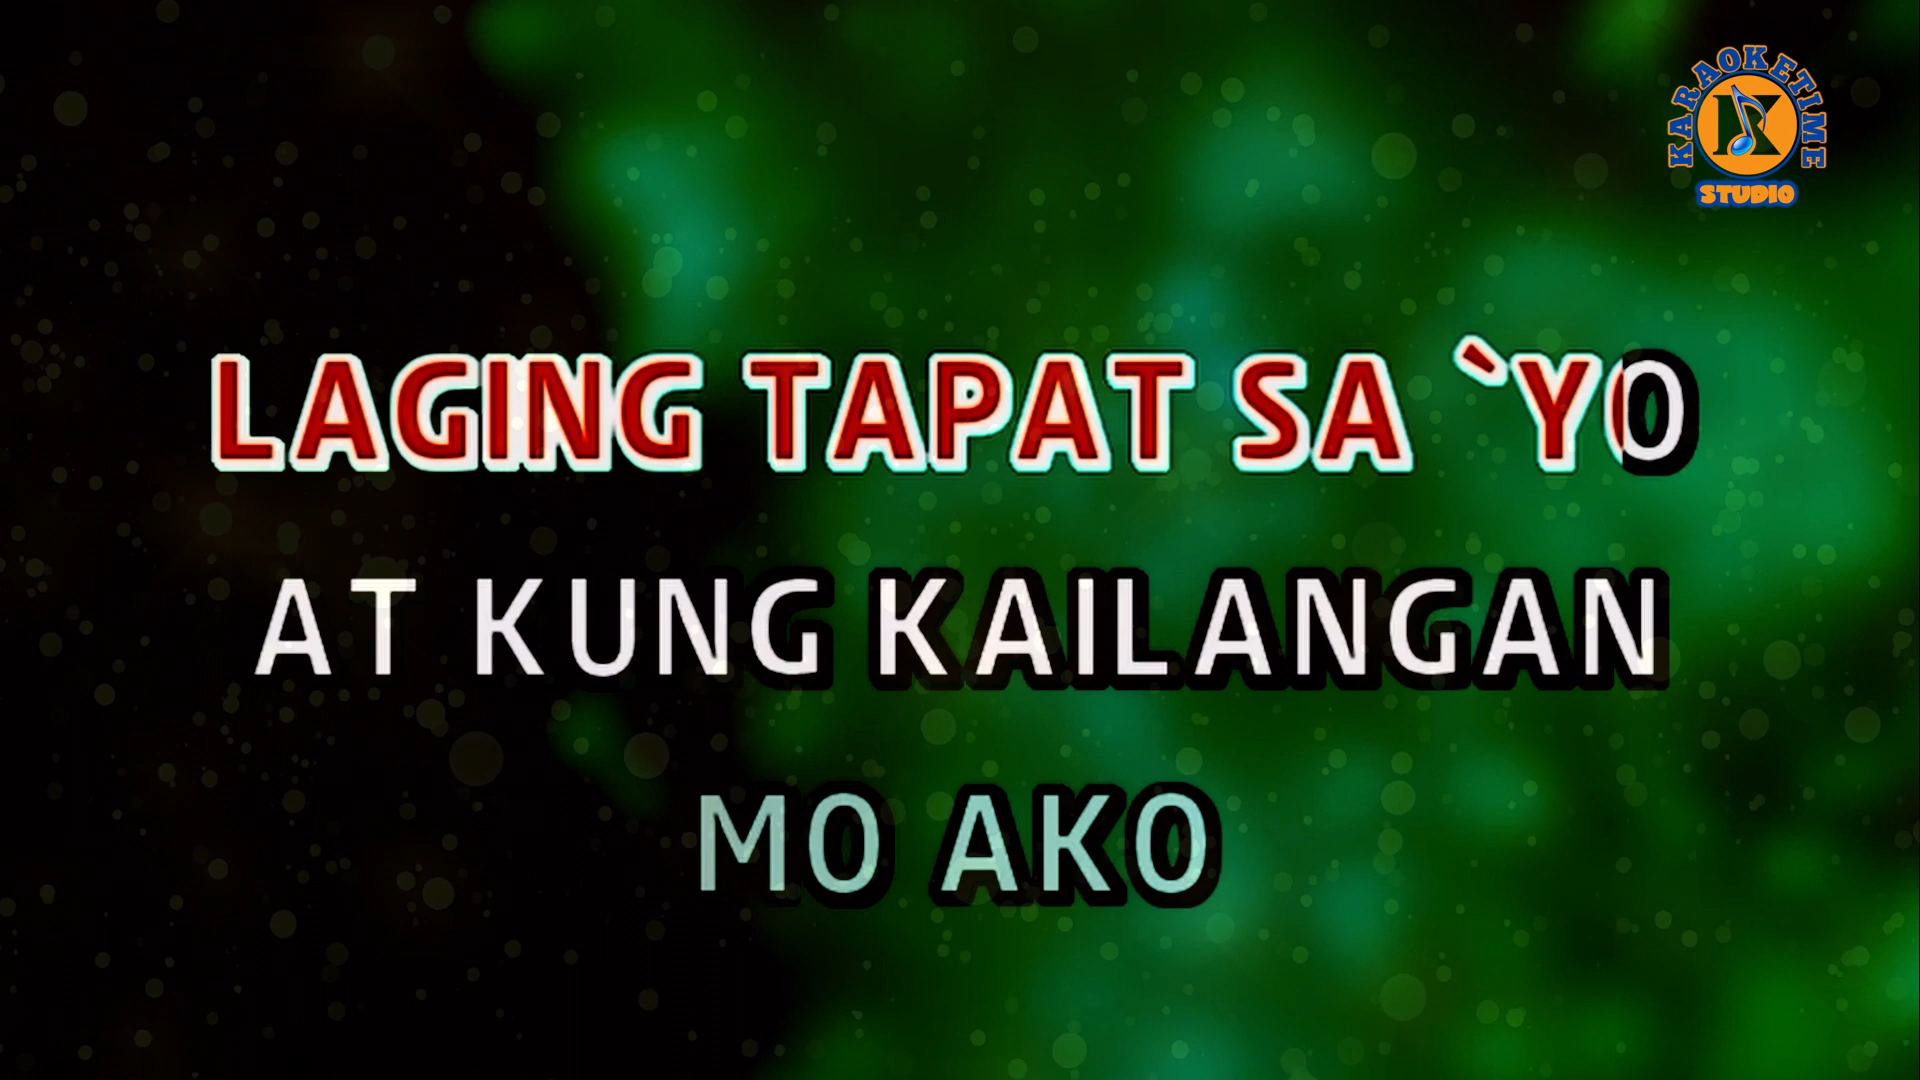 KARAOKETIME
STUDIO
LAGING TAPAT SA `YO
AT KUNG KAILANGAN
MO AKO